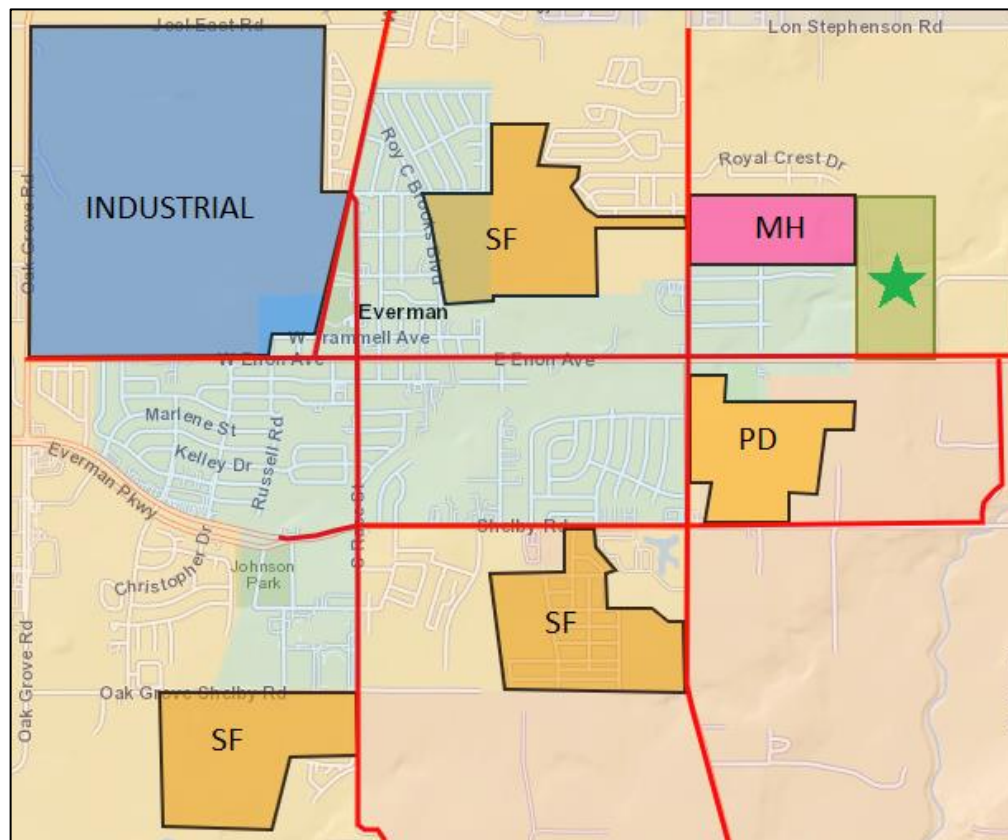 Joel East Rd
Lon Stephenson Rd
Roy C Brooks Blvd
Royal Crest Dr
Oak Grove Rd
INDUSTRIAL
SF
MH
Everman
W Trammell Ave
W Enon Ave
E Enon Ave
Marlene St
Kelley Dr
Russell Rd
PD
Everman Pkwy
S Race St
Shelby Rd
Christopher Dr
Johnson
Park
SF
Oak Grove Rd
Oak Grove Shelby Rd
SF